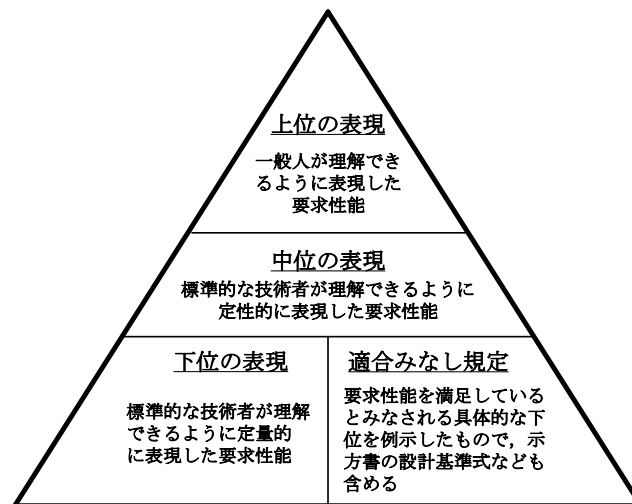 上位の表現
一般人が理解でき
るように表現した
要求性能
中位の表現
標準的な技術者が理解できるように
定性的に表現した要求性能
下位の表現
標準的な技術者が理解
できるように定量的
に表現した要求性能
適合みなし規定
要求性能を満足している
とみなされる具体的な下
位を例示したもので，示
方書の設計基準式なども
含める